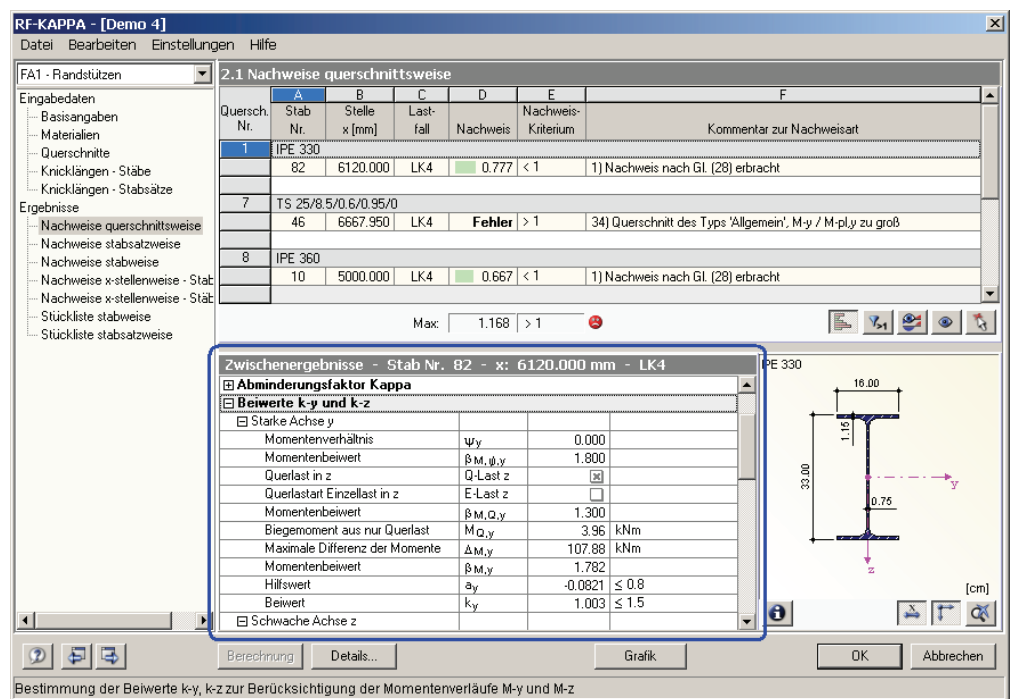 RF-KAPPA - [Demo 4]
Datei Bearbeiten Einstellungen Hilfe
FA1 - Randstützen
Eingabedaten
Basisangaben
Materialien
Querschnitte
Knicklängen - Stäbe
Knicklängen - Stabsätze
Ergebnisse
Nachweise querschnittsweise
Nachweise stabsatzweise
Nachweise stabweise
Nachweise x-stellenweise - Stab
Nachweise x-stellenweise - Stäb
Stückliste stabweise
Stückliste stabsatzweise
2.1 Nachweise querschnittsweise
A B C D E F
Quersch. Nr. Stab Nr. Stelle x [mm] Last-fall Nachweis Nachweis-Kriterium Kommentar zur Nachweisart
1 IPE 330
82 6120.000 LK4 0.777 < 1 1) Nachweis nach Gl. (28) erbracht
7 TS 25/8.5/0.6/0.95/0
46 6667.950 LK4 Fehler > 1 34) Querschnitt des Typs 'Allgemein', M-y / M-pl,y zu groß
8 IPE 360
10 5000.000 LK4 0.667 < 1 1) Nachweis nach Gl. (28) erbracht
Max: 1.168 > 1
Zwischenergebnisse - Stab Nr. 82 - x: 6120.000 mm - LK4
Abminderungsfaktor Kappa
Beiwerte k-y und k-z
Starke Achse y
Momentenverhältnis ψy 0.000
Momentenbeiwert βM,ψ,y 1.800
Querlast in z Q-Last z
Querlastart Einzellast in z E-Last z
Momentenbeiwert βM,Q,y 1.300
Biegemoment aus nur Querlast MQ,y 3.96 kNm
Maximale Differenz der Momente ΔM,y 107.88 kNm
Momentenbeiwert βM,y 1.782
Hilfswert ay -0.0821 ≤ 0.8
Beiwert ky 1.003 ≤ 1.5
Schwache Achse z
IPE 330
16.00
1.15
33.00
0.75
y
z
[cm]
Berechnung Details... Grafik OK Abbrechen
Bestimmung der Beiwerte k-y, k-z zur Berücksichtigung der Momentenverläufe M-y und M-z